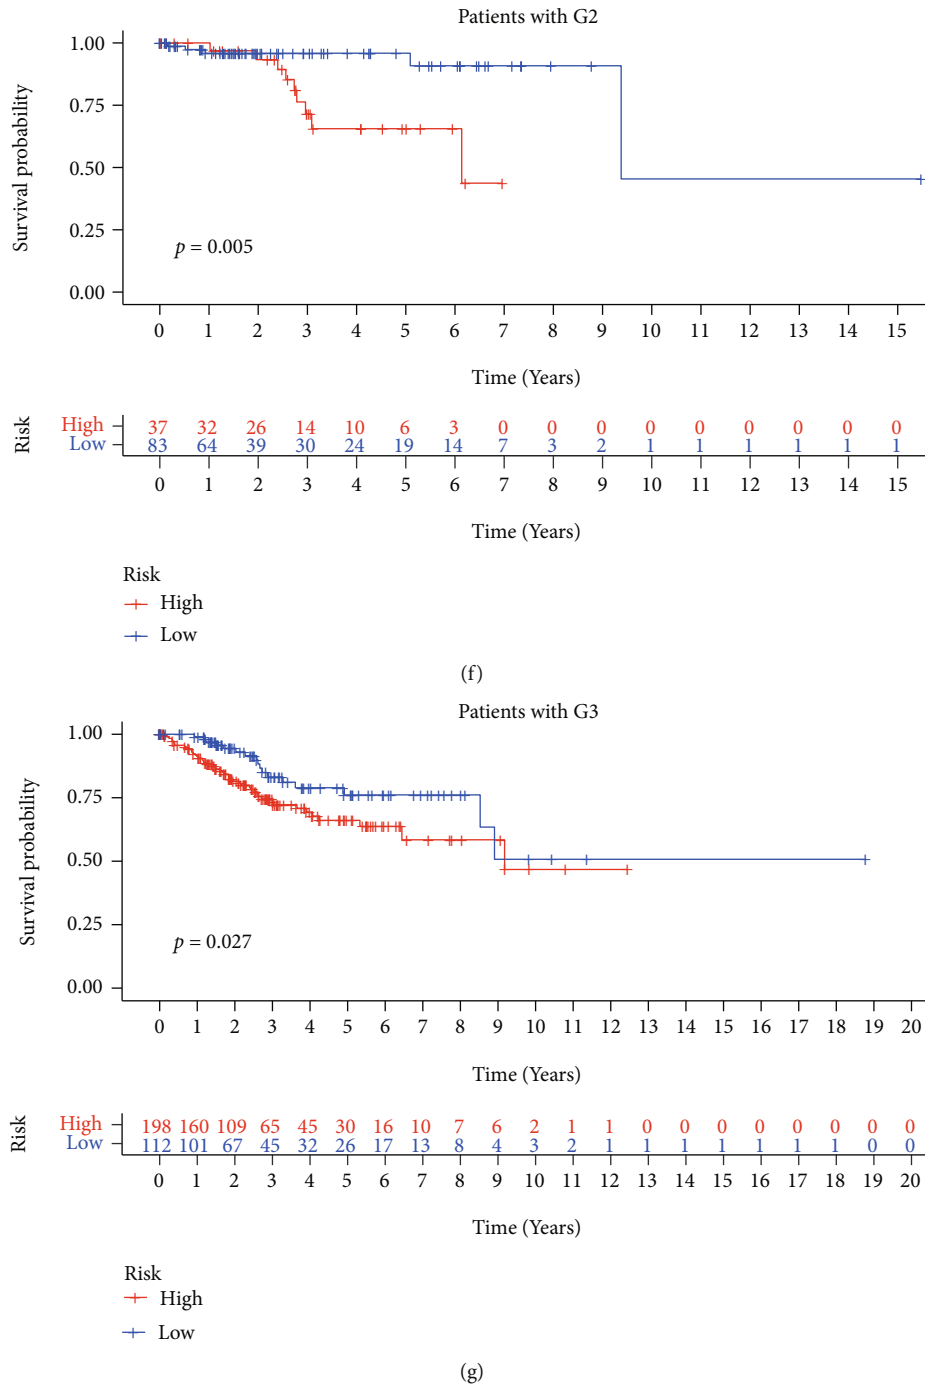 Patients with G2
1.00
0.75
0.50
0.25
0.00
Survival probability
p = 0.005
0 1 2 3 4 5 6 7 8 9 10 11 12 13 14 15
Time (Years)
Risk
High 37 32 26 14 10 6 3 0 0 0 0 0 0 0 0 0
Low 83 64 39 30 24 19 14 7 3 2 1 1 1 1 1 1
0 1 2 3 4 5 6 7 8 9 10 11 12 13 14 15
Time (Years)
Risk
High
Low
(f)
Patients with G3
1.00
0.75
0.50
0.25
0.00
Survival probability
p = 0.027
0 1 2 3 4 5 6 7 8 9 10 11 12 13 14 15 16 17 18 19 20
Time (Years)
Risk
High 198 160 109 65 45 30 16 10 7 6 2 1 1 0 0 0 0 0 0 0 0
Low 112 101 67 45 32 26 17 13 8 4 3 2 1 1 1 1 1 1 1 0 0
0 1 2 3 4 5 6 7 8 9 10 11 12 13 14 15 16 17 18 19 20
Time (Years)
Risk
High
Low
(g)